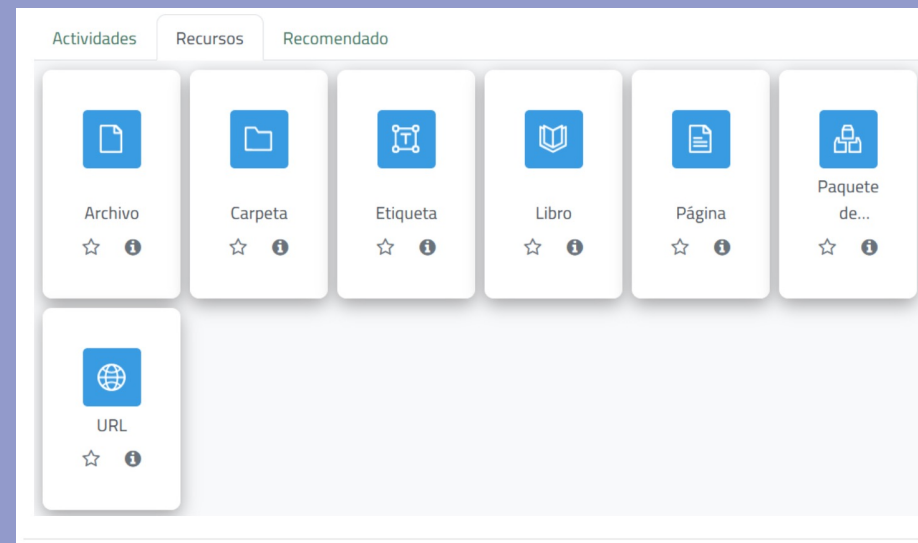 Actividades Recursos Recomendado
Archivo Carpeta Etiqueta Libro Página Paquete de...
URL